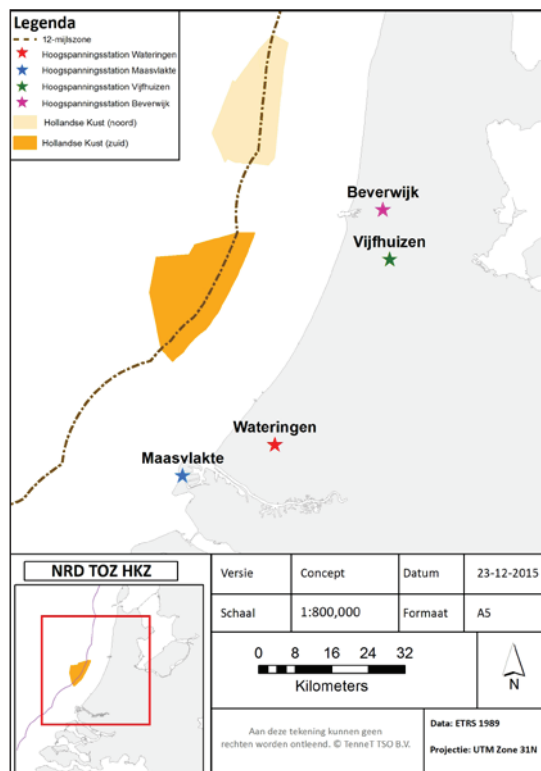 Legenda
12-mijlszone
Hoogspanningsstation Wateringen
Hoogspanningsstation Maasvlakte
Hoogspanningsstation Vijfhuizen
Hoogspanningsstation Beverwijk
Hollandse Kust (noord)
Hollandse Kust (zuid)
Beverwijk
Vijfhuizen
Wateringen
Maasvlakte
NRD TOZ HKZ
Versie
Concept
Datum
23-12-2015
Schaal
1:800,000
Formaat
A5
0 4 8 16 24 32
Kilometers
N
Aan deze tekening kunnen geen
rechten worden ontleend. © TenneT TSO B.V.
Data: ETRS 1989
Projectie: UTM Zone 31N